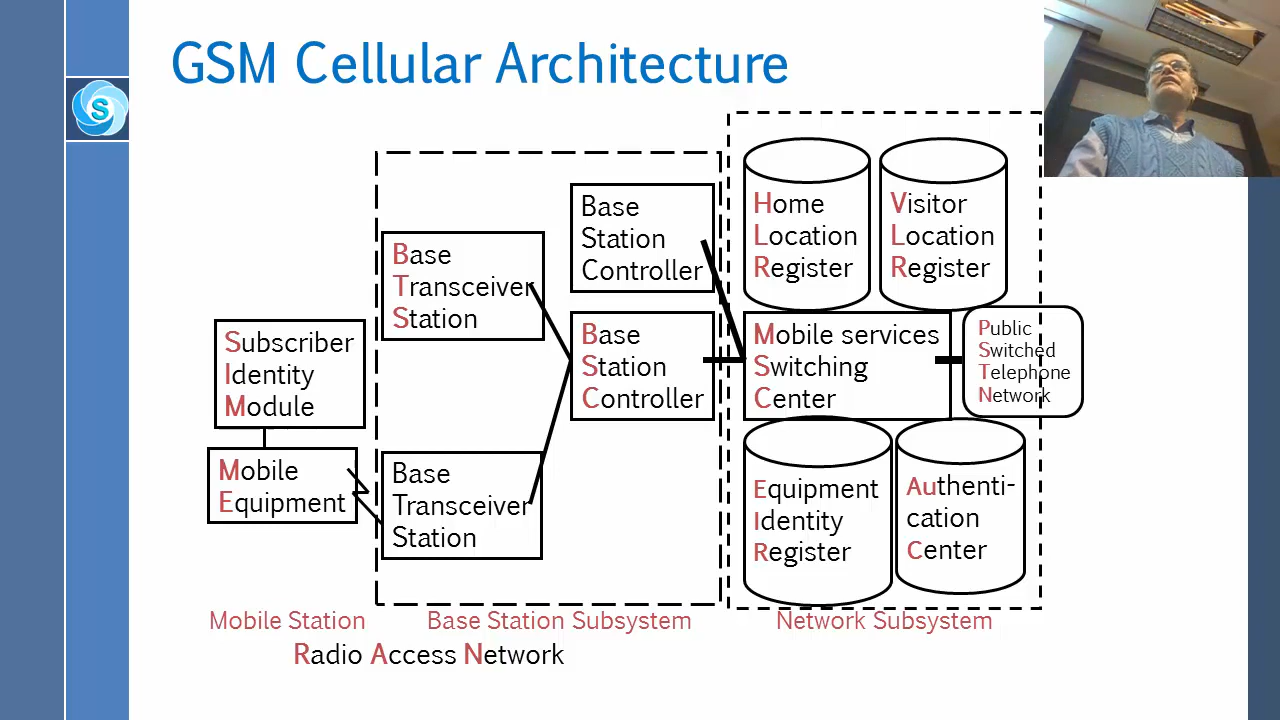 GSM Cellular Architecture
S
Subscriber
Identity
Module
Mobile
Equipment
Base
Transceiver
Station
Base
Transceiver
Station
Base
Station
Controller
Base
Station
Controller
Home
Location
Register
Visitor
Location
Register
Mobile services
Switching
Center
Public
Switched
Telephone
Network
Equipment
Identity
Register
Authenti-
cation
Center
Mobile Station
Base Station Subsystem
Network Subsystem
Radio Access Network